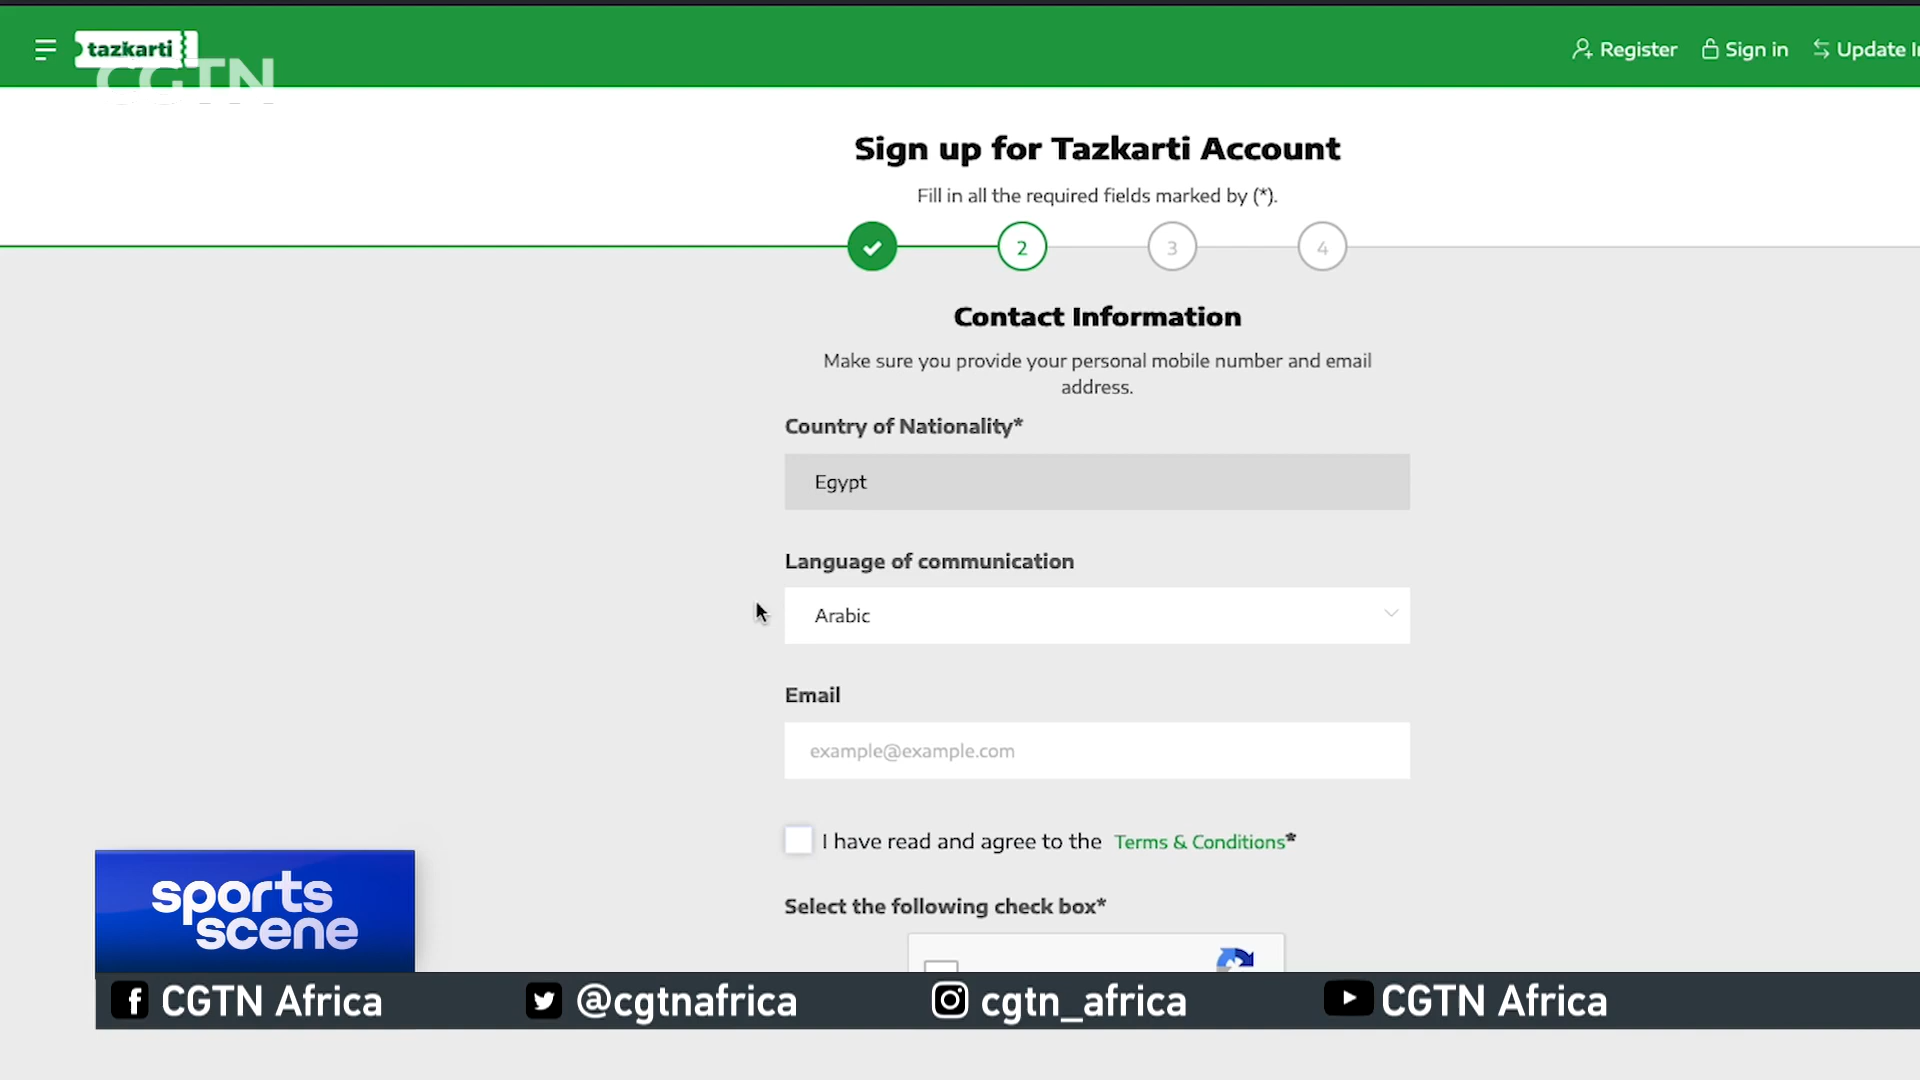 tazkarti
CGTN
Register
Sign in
Update
Sign up for Tazkarti Account
Fill in all the required fields marked by (*).
2
3
4
Contact Information
Make sure you provide your personal mobile number and email
address.
Country of Nationality*
Egypt
Language of communication
Arabic
Email
example@example.com
I have read and agree to the Terms & Conditions*
Select the following check box*
sports
scene
CGTN Africa
@cgtnafrica
cgtn_africa
CGTN Africa